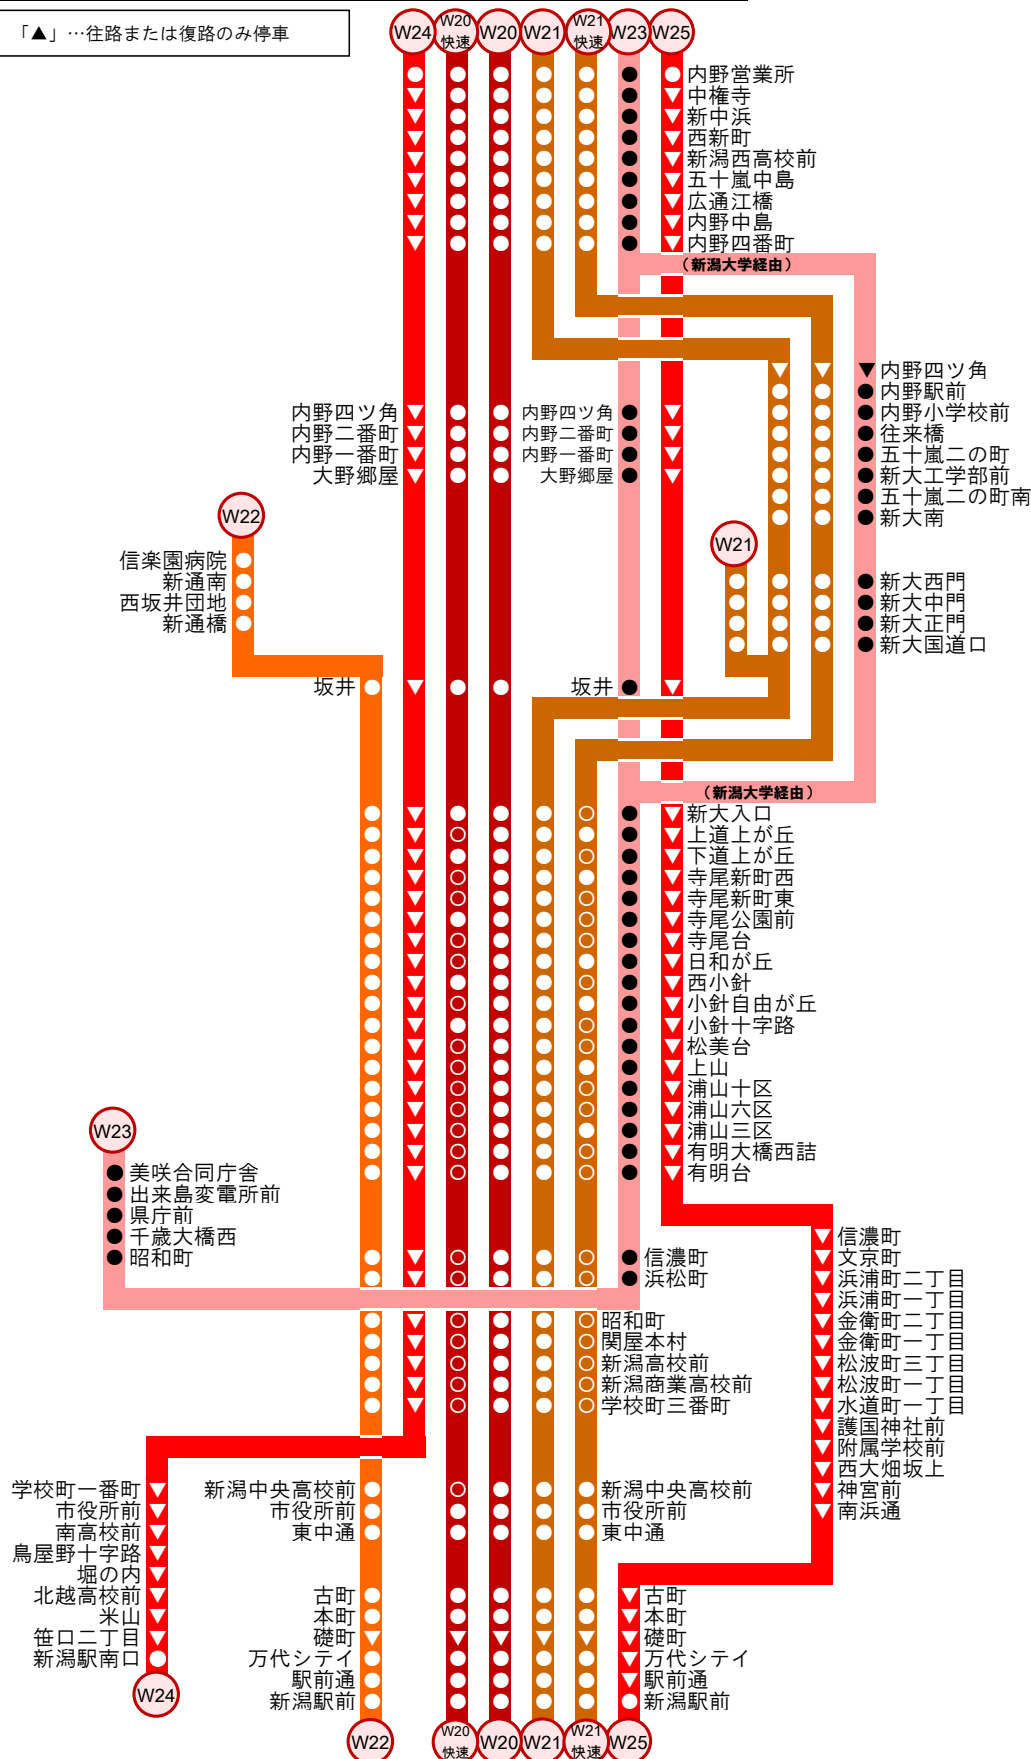 「▲」…往路または復路のみ停車
W24
W20
快速
W20
W21
W21
快速
W23
W25
内野営業所
中権寺
新中浜
西新町
新潟西高校前
五十嵐中島
広通江橋
内野中島
内野四番町
（新潟大学経由）
内野四ツ角
内野駅前
内野小学校前
往来橋
五十嵐二の町
新大工学部前
五十嵐二の町南
新大南
内野四ツ角
内野二番町
内野一番町
大野郷屋
内野四ツ角
内野二番町
内野一番町
大野郷屋
W22
信楽園病院
新通南
西坂井団地
新通橋
W21
新大西門
新大中門
新大正門
新大国道口
坂井
坂井
（新潟大学経由）
新大入口
上道上が丘
下道上が丘
寺尾新町西
寺尾新町東
寺尾公園前
寺尾台
日和が丘
西小針
小針自由が丘
小針十字路
松美台
上山
浦山十区
浦山六区
浦山三区
有明大橋西詰
有明台
W23
美咲合同庁舎
出来島変電所前
県庁前
千歳大橋西
昭和町
信濃町
浜松町
信濃町
文京町
浜浦町二丁目
浜浦町一丁目
金衛町二丁目
金衛町一丁目
松波町三丁目
松波町一丁目
水道町一丁目
護国神社前
附属学校前
西大畑坂上
神宮前
南浜通
昭和町
関屋本村
新潟高校前
新潟商業高校前
学校町三番町
学校町一番町
市役所前
南高校前
鳥屋野十字路
堀の内
北越高校前
米山
笹口二丁目
新潟駅南口
W24
新潟中央高校前
市役所前
東中通
新潟中央高校前
市役所前
東中通
古町
本町
礎町
万代シテイ
駅前通
新潟駅前
古町
本町
礎町
万代シテイ
駅前通
新潟駅前
W22
W20
快速
W20
W21
W21
快速
W25